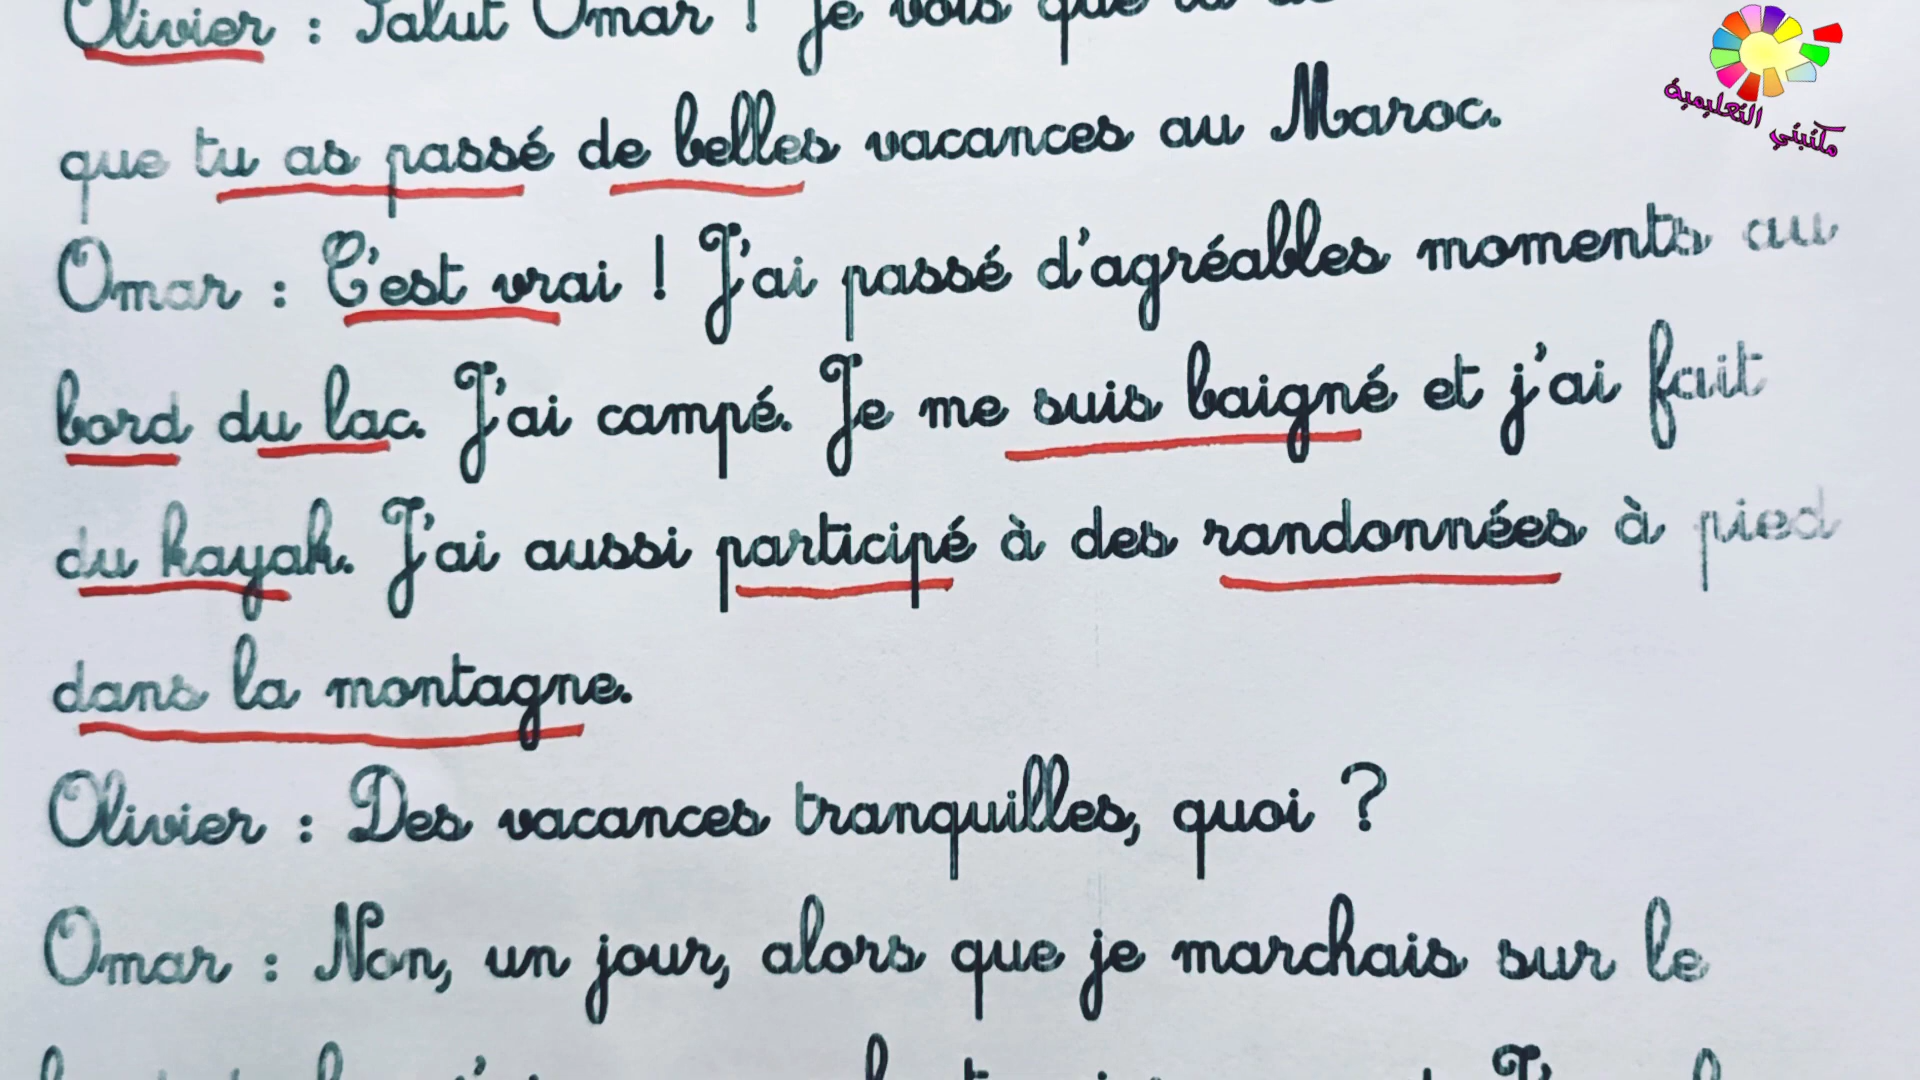 Olivier : Salut Omar ! Je vois que
que tu as passé de belles vacances au Maroc.
Omar : C'est vrai ! J'ai passé d'agréables moments au
bord du lac. J'ai campé. Je me suis baigné et j'ai fait
du kayak. J'ai aussi participé à des randonnées à pied
dans la montagne.
Olivier : Des vacances tranquilles, quoi ?
Omar : Non, un jour, alors que je marchais sur le
مكتبتي التعليمية